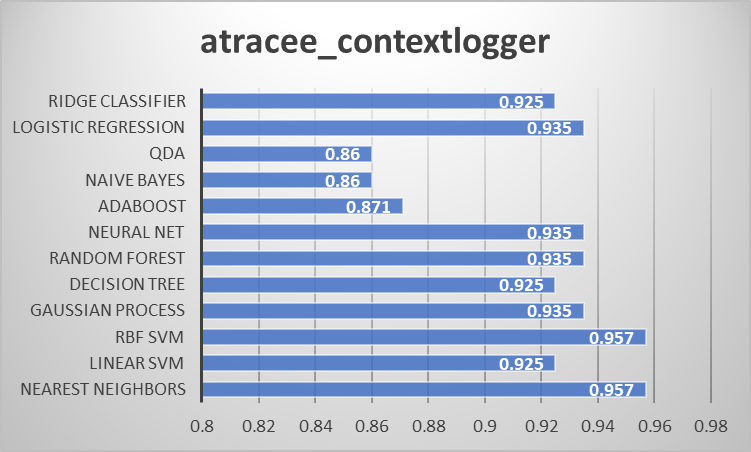 atracee_contextlogger
RIDGE CLASSIFIER 0.925
LOGISTIC REGRESSION 0.935
QDA 0.86
NAIVE BAYES 0.86
ADABOOST 0.871
NEURAL NET 0.935
RANDOM FOREST 0.935
DECISION TREE 0.925
GAUSSIAN PROCESS 0.935
RBF SVM 0.957
LINEAR SVM 0.925
NEAREST NEIGHBORS 0.957
0.8 0.82 0.84 0.86 0.88 0.9 0.92 0.94 0.96 0.98